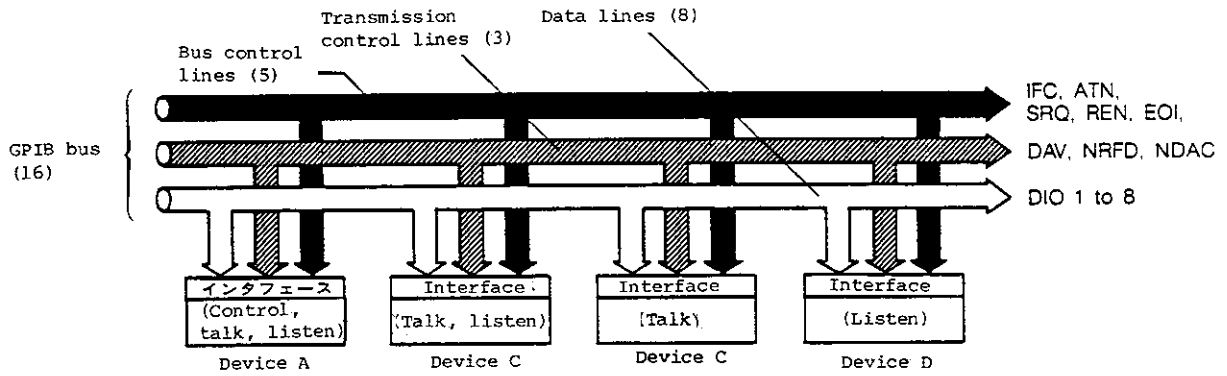 Transmission
control lines (3)
Data lines (8)
Bus control
lines (5)
IFC, ATN,
SRQ, REN, EOI,
GPIB bus
(16)
DAV, NRFD, NDAC
DIO 1 to 8
インタフェース
(Control,
talk, listen)
Device A
Interface
(Talk, listen)
Device C
Interface
(Talk)
Device C
Interface
(Listen)
Device D